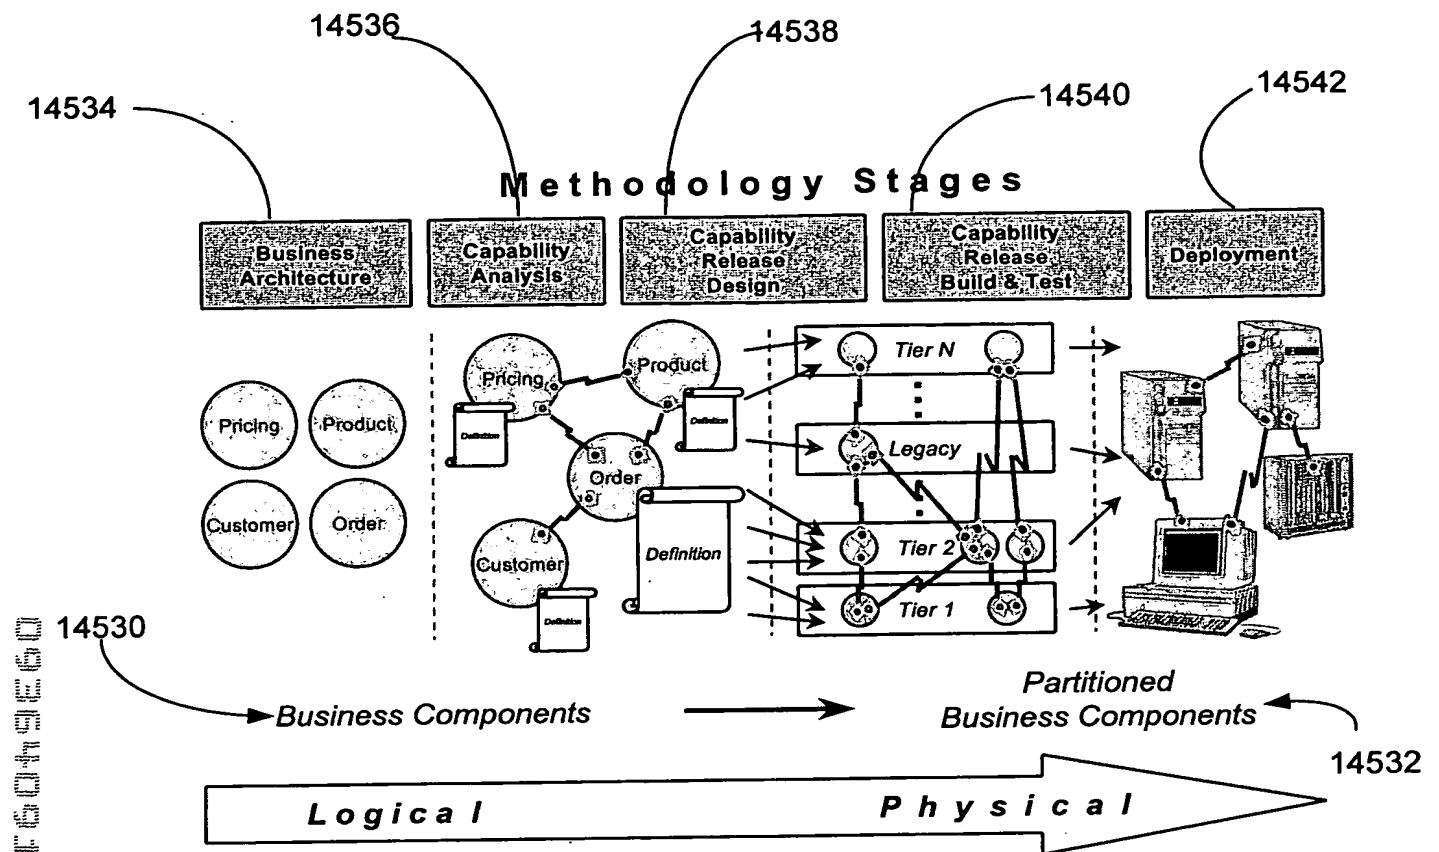 14536
14538
14534
14540
14542
Methodology Stages
Business
Architecture
Capability
Analysis
Capability
Release
Design
Capability
Release
Build & Test
Deployment
Pricing
Product
Customer
Order
Pricing
Product
Definition
Definition
Order
Customer
Definition
Definition
Tier N
Legacy
Tier 2
Tier 1
14530
Business Components
Partitioned
Business Components
14532
Logical
Physical